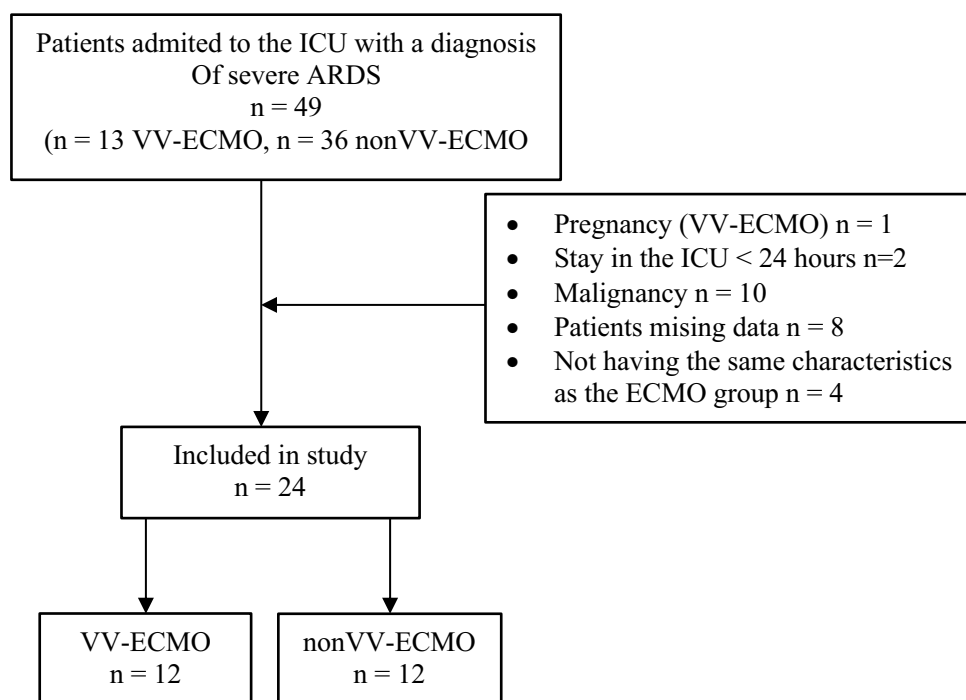 Patients admited to the ICU with a diagnosis
Of severe ARDS
n = 49
(n = 13 VV-ECMO, n = 36 nonVV-ECMO
• Pregnancy (VV-ECMO) n = 1
• Stay in the ICU < 24 hours n=2
• Malignancy n = 10
• Patients mising data n = 8
• Not having the same characteristics
as the ECMO group n = 4
Included in study
n = 24
VV-ECMO
n = 12
nonVV-ECMO
n = 12